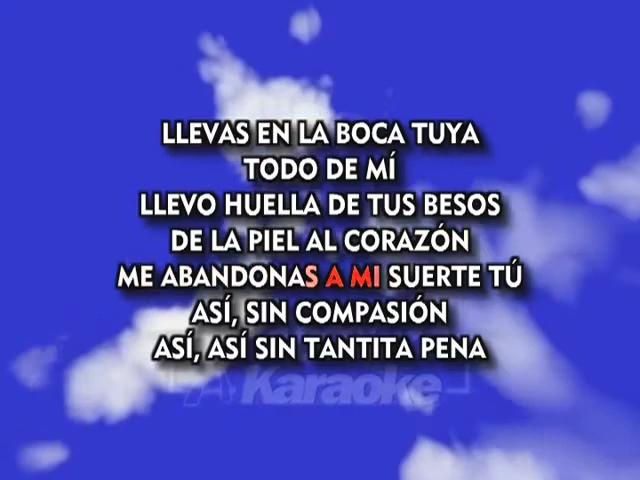 LLEVAS EN LA BOCA TUYA
TODO DE MÍ
LLEVO HUELLA DE TUS BESOS
DE LA PIEL AL CORAZÓN
ME ABANDONAS A MI SUERTE TÚ
ASÍ, SIN COMPASIÓN
ASÍ, ASÍ SIN TANTITA PENA
Karaoke